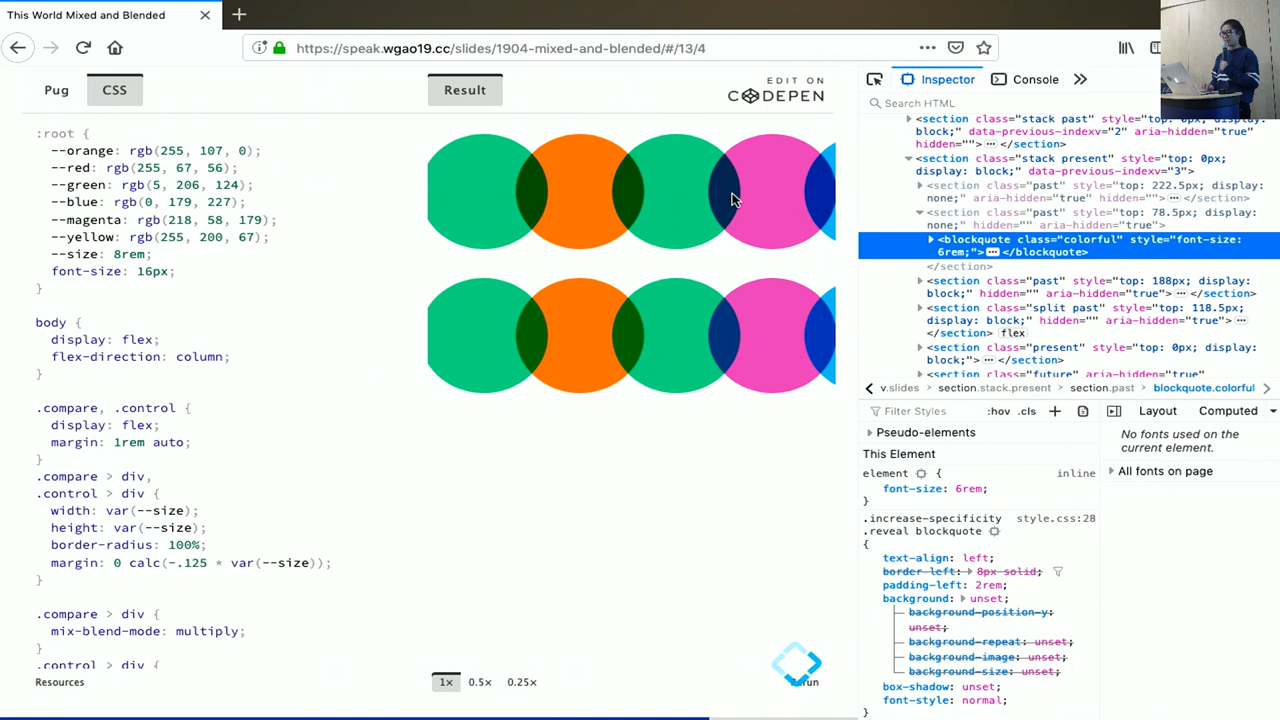 This World Mixed and Blended
https://speak.wgao19.cc/slides/1904-mixed-and-blended/#/13/4
Pug
CSS
Result
EDIT ON
CODEPEN
:root {
--orange: rgb(255, 107, 0);
--red: rgb(255, 67, 56);
--green: rgb(5, 206, 124);
--blue: rgb(0, 179, 227);
--magenta: rgb(218, 58, 179);
--yellow: rgb(255, 200, 67);
--size: 8rem;
font-size: 16px;
}
body {
display: flex;
flex-direction: column;
}
.compare, .control {
display: flex;
margin: 1rem auto;
}
.compare > div,
.control > div {
width: var(--size);
height: var(--size);
border-radius: 100%;
margin: 0 calc(-.125 * var(--size));
}
.compare > div {
mix-blend-mode: multiply;
}
.control > div {
Resources
1×
0.5×
0.25×
Inspector
Console
Search HTML
<section class="stack past" style="top: 0px; display:
block;" data-previous-indexv="2" aria-hidden="true"
hidden=""> </section>
<section class="stack present" style="top: 0px;
display: block;" data-previous-indexv="3">
<section class="past" style="top: 222.5px; display:
none;" aria-hidden="true" hidden=""> </section>
<section class="past" style="top: 78.5px; display:
none;" hidden="" aria-hidden="true">
<blockquote class="colorful" style="font-size:
6rem;"> </blockquote>
</section>
<section class="past" style="top: 188px; display:
block;" hidden="" aria-hidden="true"> </section>
<section class="split past" style="top: 118.5px;
display: block;" hidden="" aria-hidden="true">
</section> flex
<section class="present" style="top: 0px; display:
block;"> </section>
<section class="future" aria-hidden="true"
v.slides
section.stack.present
section.past
blockquote.colorful
Filter Styles
:hov .cls
Layout
Computed
Pseudo-elements
This Element
element { inline
font-size: 6rem;
}
.increase-specificity style.css:28
.reveal blockquote
{
text-align: left;
border-left: 8px solid;
padding-left: 2rem;
background: unset;
background-position-y:
unset;
background-repeat: unset;
background-image: unset;
background-size: unset;
box-shadow: unset;
font-style: normal;
}
No fonts used on the
current element.
All fonts on page